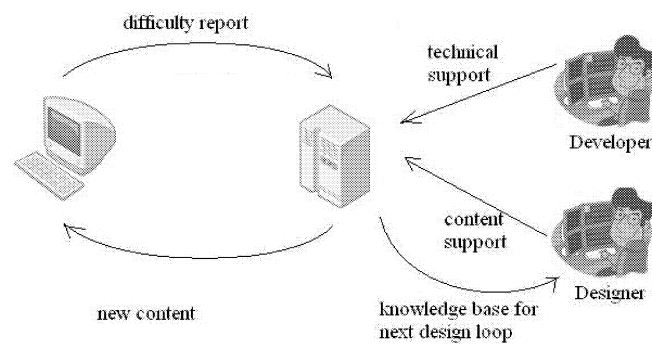 difficulty report
technical
support
Developer
content
support
Designer
new content
knowledge base for
next design loop